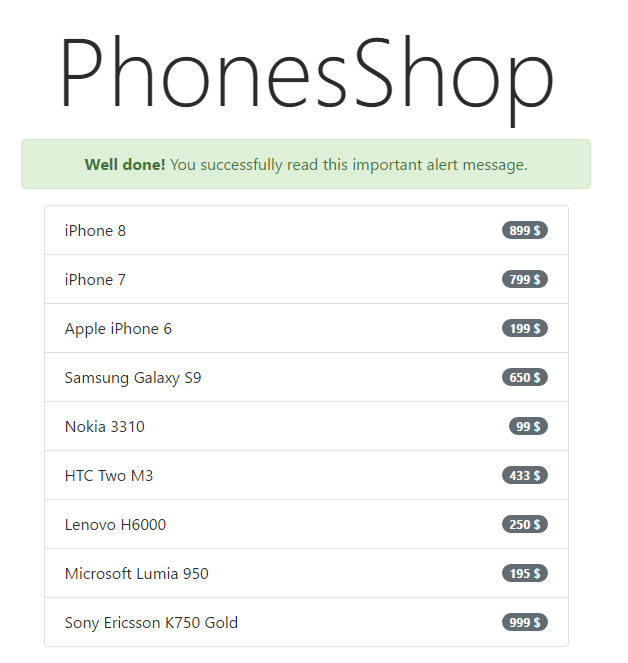 PhonesShop
Well done! You successfully read this important alert message.
iPhone 8 899 $
iPhone 7 799 $
Apple iPhone 6 199 $
Samsung Galaxy S9 650 $
Nokia 3310 99 $
HTC Two M3 433 $
Lenovo H6000 250 $
Microsoft Lumia 950 195 $
Sony Ericsson K750 Gold 999 $